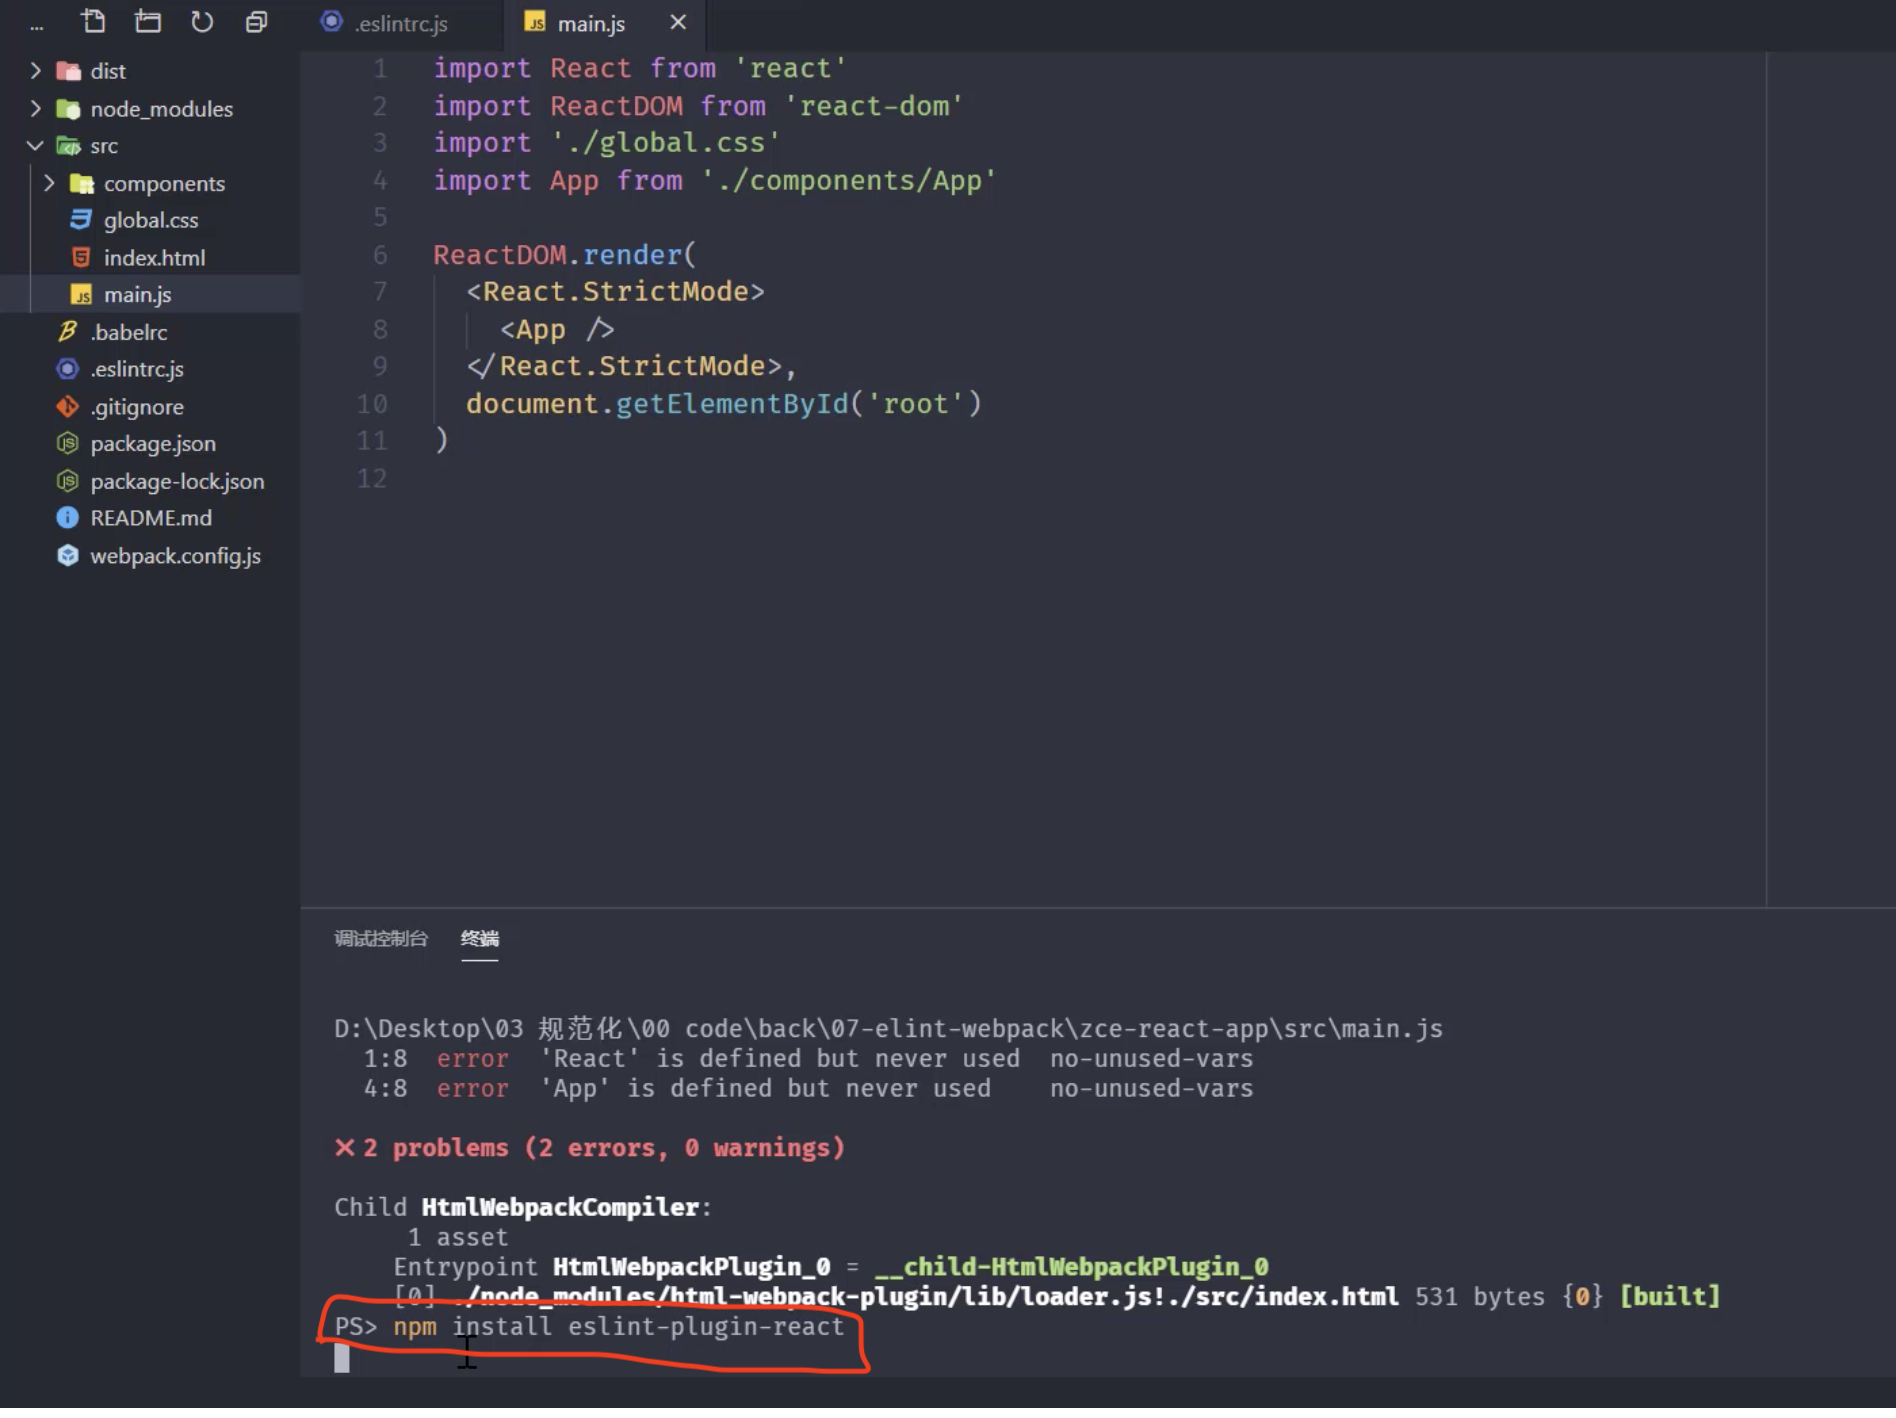 ...
.eslintrc.js
main.js
dist
node_modules
src
components
global.css
index.html
main.js
.babelrc
.eslintrc.js
.gitignore
package.json
package-lock.json
README.md
webpack.config.js
1 import React from 'react'
2 import ReactDOM from 'react-dom'
3 import './global.css'
4 import App from './components/App'
5
6 ReactDOM.render(
7   <React.StrictMode>
8     <App />
9   </React.StrictMode>,
10   document.getElementById('root')
11 )
12
调试控制台 终端
D:\Desktop\03 规范化\00 code\back\07-elint-webpack\zce-react-app\src\main.js
  1:8  error  'React' is defined but never used  no-unused-vars
  4:8  error  'App' is defined but never used    no-unused-vars
✕ 2 problems (2 errors, 0 warnings)
Child HtmlWebpackCompiler:
     1 asset
    Entrypoint HtmlWebpackPlugin_0 = __child-HtmlWebpackPlugin_0
    [0] ./node_modules/html-webpack-plugin/lib/loader.js!./src/index.html 531 bytes {0} [built]
PS> npm install eslint-plugin-react